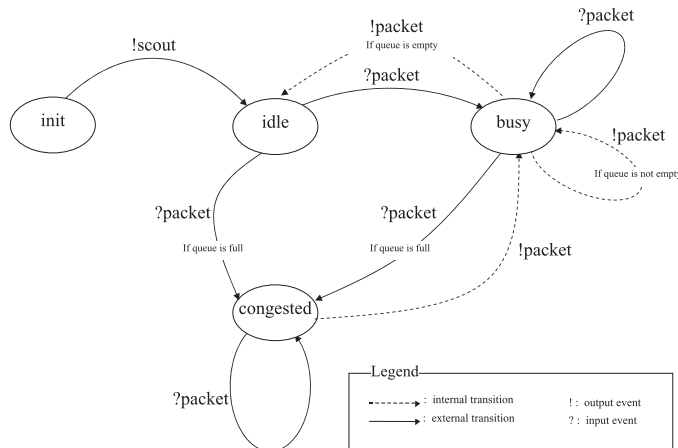 ?packet
!packet
If queue is empty
!scout
?packet
init
idle
busy
!packet
If queue is not empty
?packet
If queue is full
?packet
If queue is full
!packet
congested
?packet
Legend
: internal transition
! : output event
: external transition
? : input event